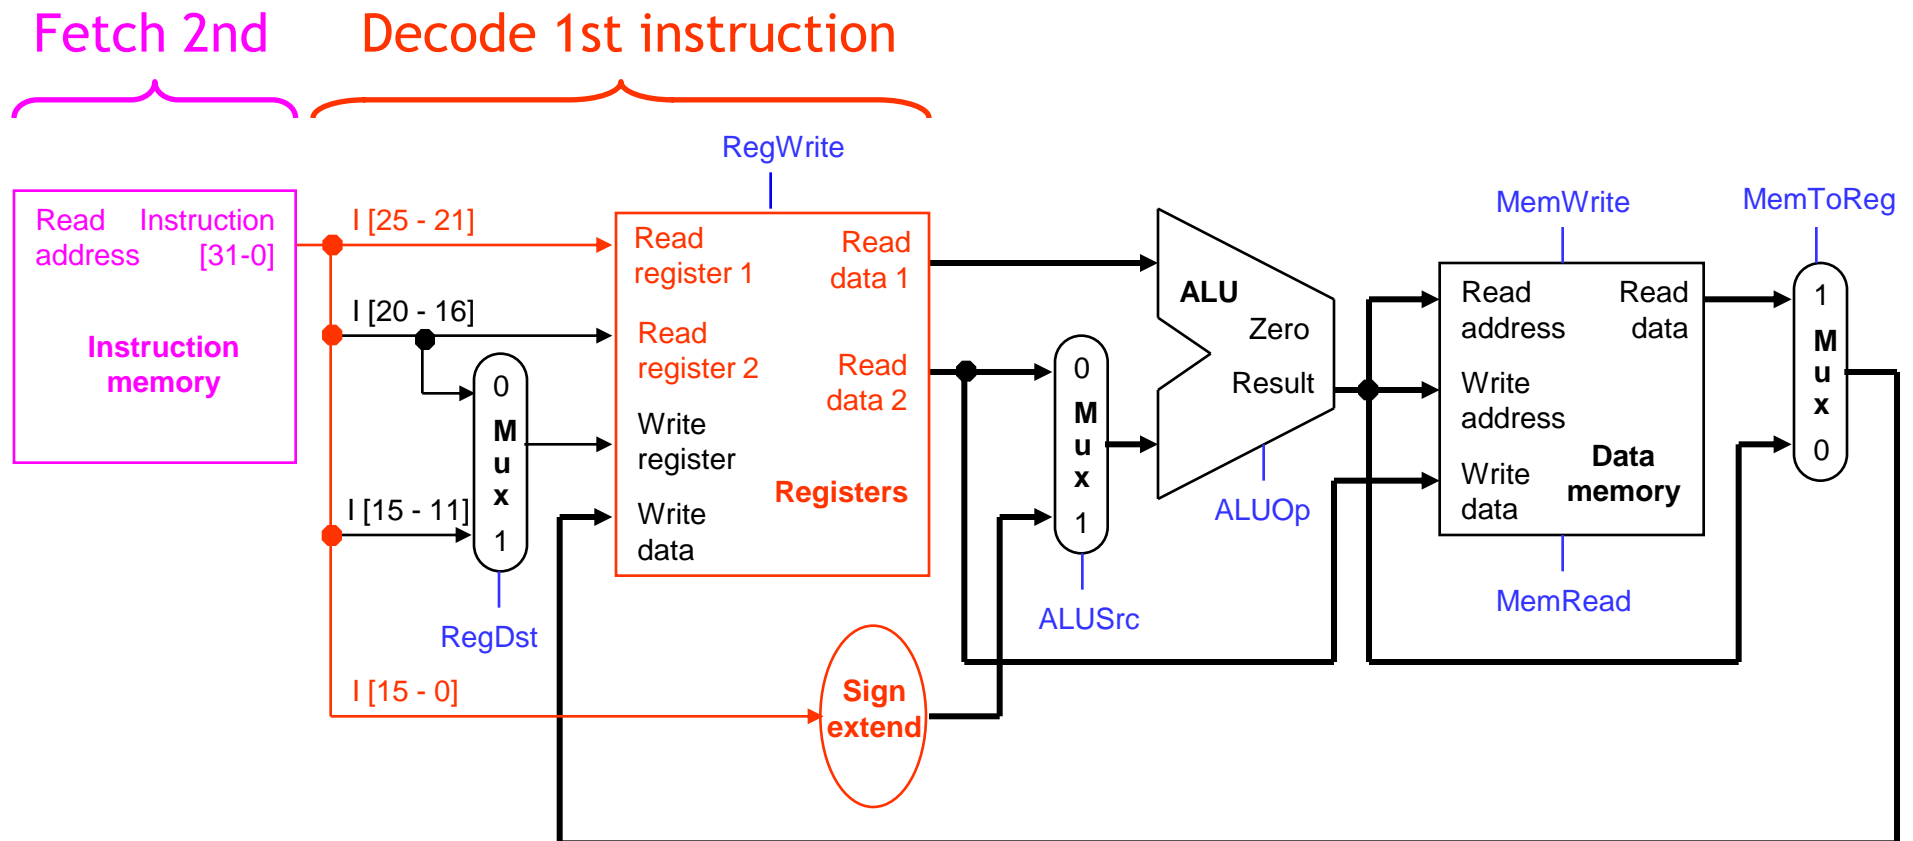 Fetch 2nd
Decode 1st instruction
RegWrite
Read Instruction
address [31-0]
Instruction
memory
I [25 - 21]
I [20 - 16]
I [15 - 11]
I [15 - 0]
0
M
u
x
1
RegDst
Read
register 1
Read
data 1
Read
register 2
Read
data 2
Write
register
Registers
Write
data
Sign
extend
0
M
u
x
1
ALUSrc
ALU
Zero
Result
ALUOp
MemWrite
Read
address
Read
data
Write
address
Write
data
Data
memory
MemRead
MemToReg
1
M
u
x
0